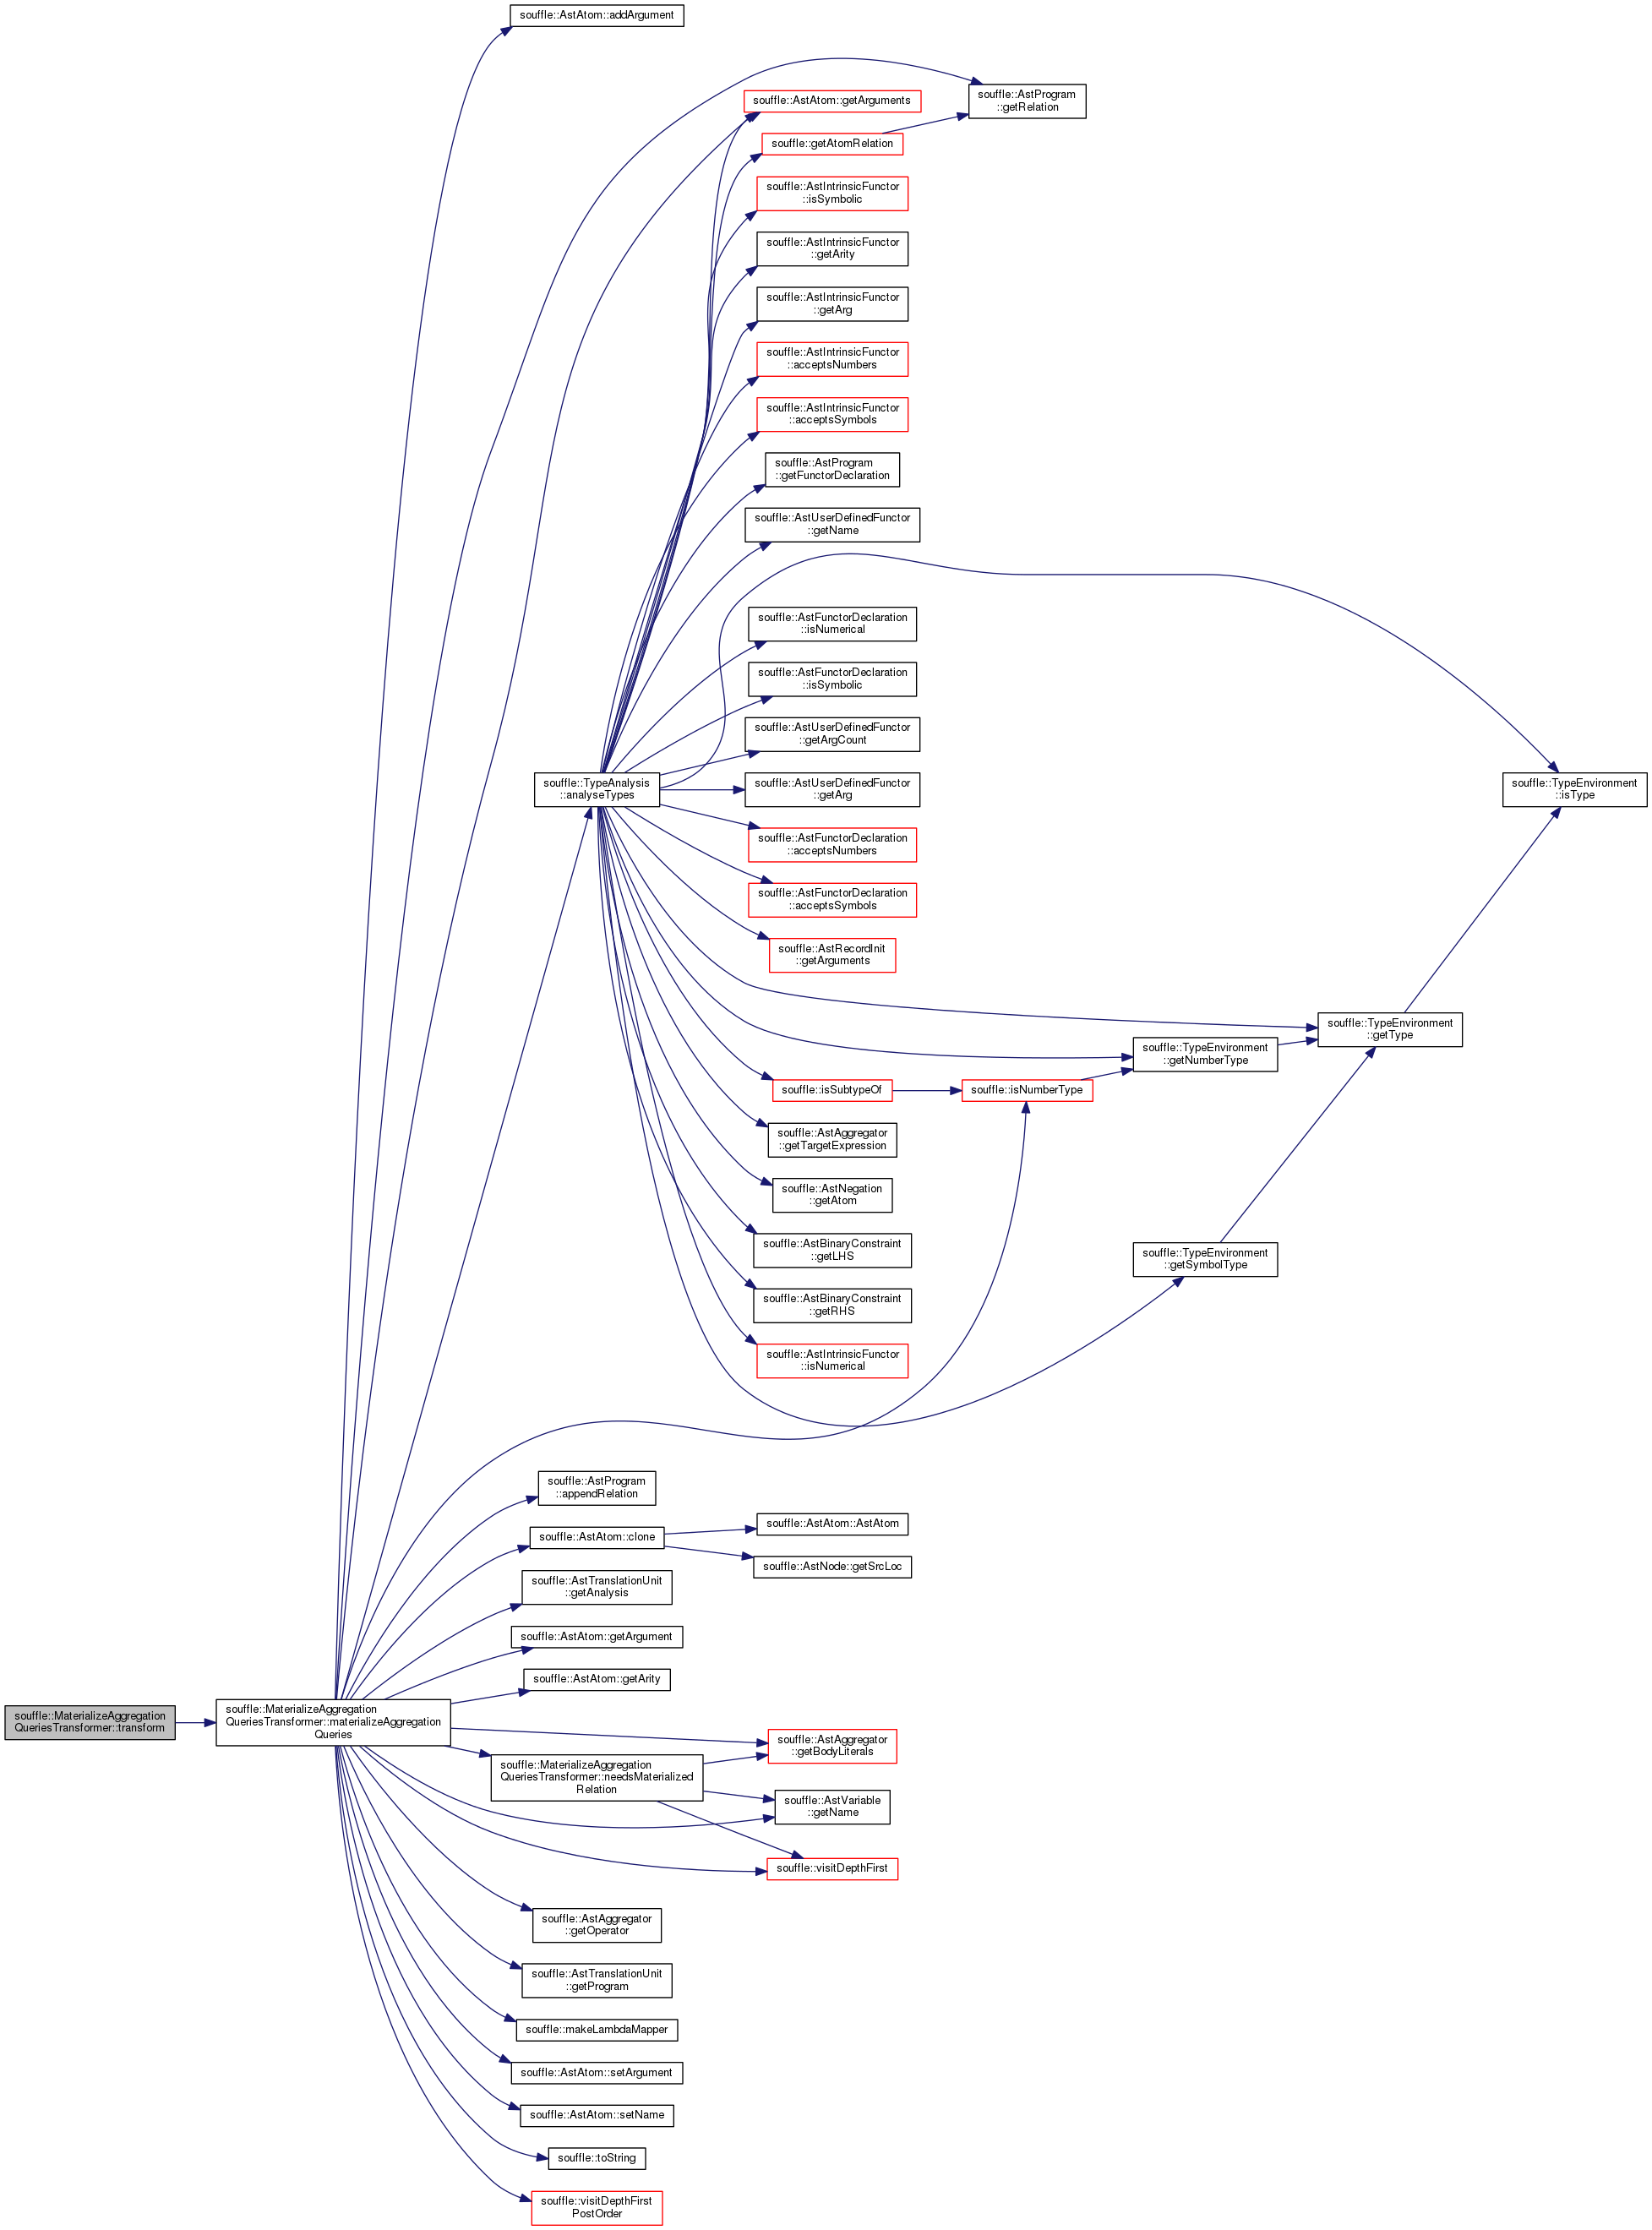 souffle::AstAtom::addArgument
souffle::AstProgram
::getRelation
souffle::AstAtom::getArguments
souffle::getAtomRelation
souffle::AstIntrinsicFunctor
::isSymbolic
souffle::AstIntrinsicFunctor
::getArity
souffle::AstIntrinsicFunctor
::getArg
souffle::AstIntrinsicFunctor
::acceptsNumbers
souffle::AstIntrinsicFunctor
::acceptsSymbols
souffle::AstProgram
::getFunctorDeclaration
souffle::AstUserDefinedFunctor
::getName
souffle::AstFunctorDeclaration
::isNumerical
souffle::AstFunctorDeclaration
::isSymbolic
souffle::AstUserDefinedFunctor
::getArgCount
souffle::TypeAnalysis
::analyseTypes
souffle::AstUserDefinedFunctor
::getArg
souffle::TypeEnvironment
::isType
souffle::AstFunctorDeclaration
::acceptsNumbers
souffle::AstFunctorDeclaration
::acceptsSymbols
souffle::AstRecordInit
::getArguments
souffle::TypeEnvironment
::getType
souffle::TypeEnvironment
::getNumberType
souffle::isSubtypeOf
souffle::isNumberType
souffle::AstAggregator
::getTargetExpression
souffle::AstNegation
::getAtom
souffle::AstBinaryConstraint
::getLHS
souffle::TypeEnvironment
::getSymbolType
souffle::AstBinaryConstraint
::getRHS
souffle::AstIntrinsicFunctor
::isNumerical
souffle::AstProgram
::appendRelation
souffle::AstAtom::clone
souffle::AstAtom::AstAtom
souffle::AstNode::getSrcLoc
souffle::AstTranslationUnit
::getAnalysis
souffle::AstAtom::getArgument
souffle::AstAtom::getArity
souffle::MaterializeAggregation
QueriesTransformer::transform
souffle::MaterializeAggregation
QueriesTransformer::materializeAggregation
Queries
souffle::AstAggregator
::getBodyLiterals
souffle::MaterializeAggregation
QueriesTransformer::needsMaterialized
Relation
souffle::AstVariable
::getName
souffle::visitDepthFirst
souffle::AstAggregator
::getOperator
souffle::AstTranslationUnit
::getProgram
souffle::makeLambdaMapper
souffle::AstAtom::setArgument
souffle::AstAtom::setName
souffle::toString
souffle::visitDepthFirst
PostOrder